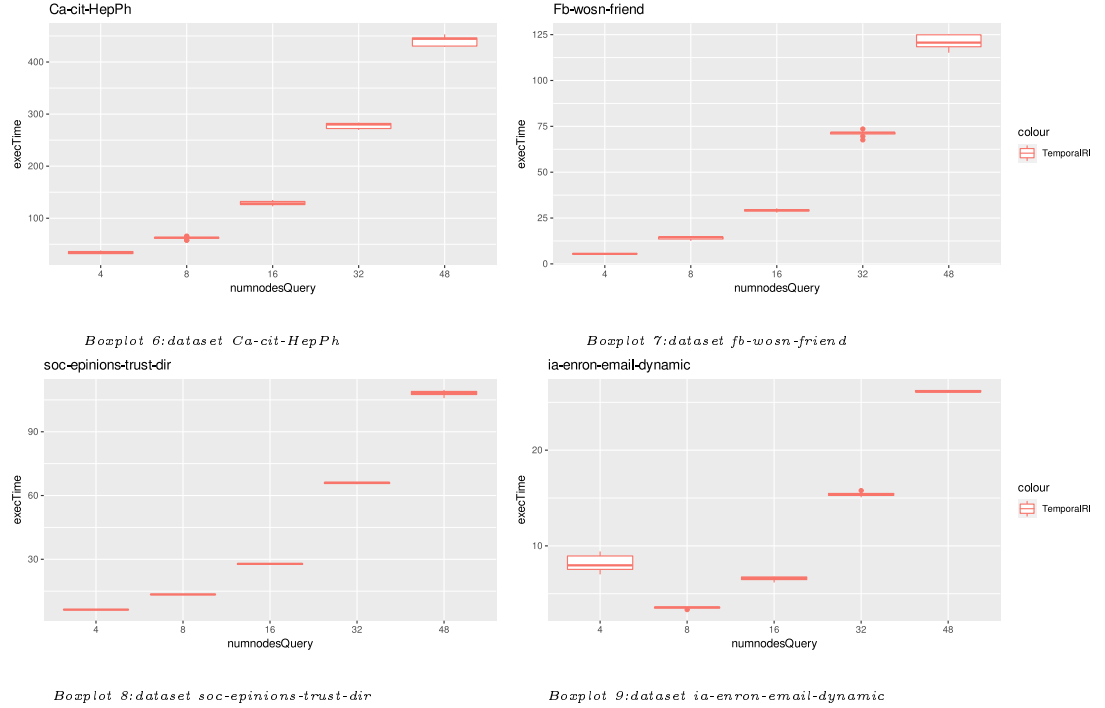 Ca-cit-HepPh
execTime
400
300
200
100
4 8 16 32 48
numnodesQuery
Boxplot 6:dataset Ca-cit-HepPh
Fb-wosn-friend
execTime
125
100
75
50
25
0
4 8 16 32 48
numnodesQuery
colour
TemporalRI
Boxplot 7:dataset fb-wosn-friend
soc-epinions-trust-dir
execTime
90
60
30
4 8 16 32 48
numnodesQuery
Boxplot 8:dataset soc-epinions-trust-dir
ia-enron-email-dynamic
execTime
20
10
4 8 16 32 48
numnodesQuery
colour
TemporalRI
Boxplot 9:dataset ia-enron-email-dynamic